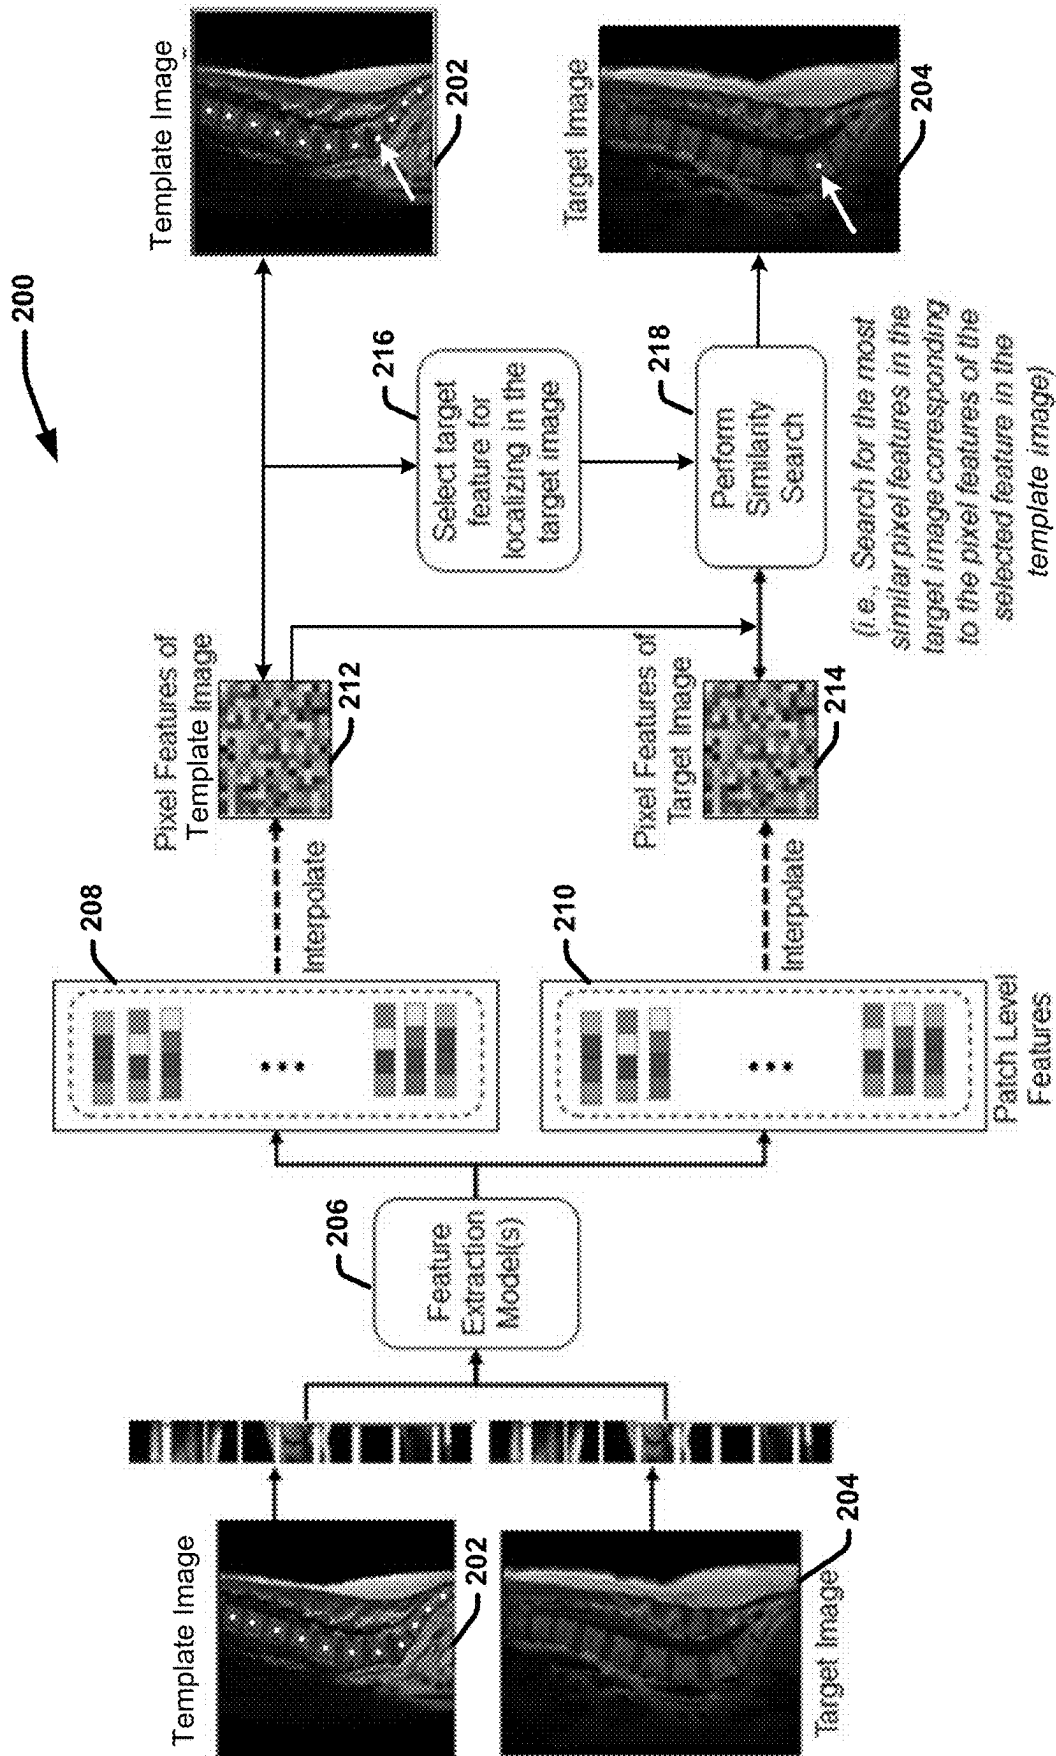 200
Template Image
202
Target Image
204
206
Feature
Extraction
Model(s)
208
210
Patch Level
Features
Interpolate
Interpolate
Pixel Features of
Template Image
212
Pixel Features of
Target Image
214
216
Select target
feature for
localizing in the
target image
218
Perform
Similarity
Search
(i.e., Search for the most
similar pixel features in the
target image corresponding
to the pixel features of the
selected feature in the
template image)
Template Image
202
Target Image
204